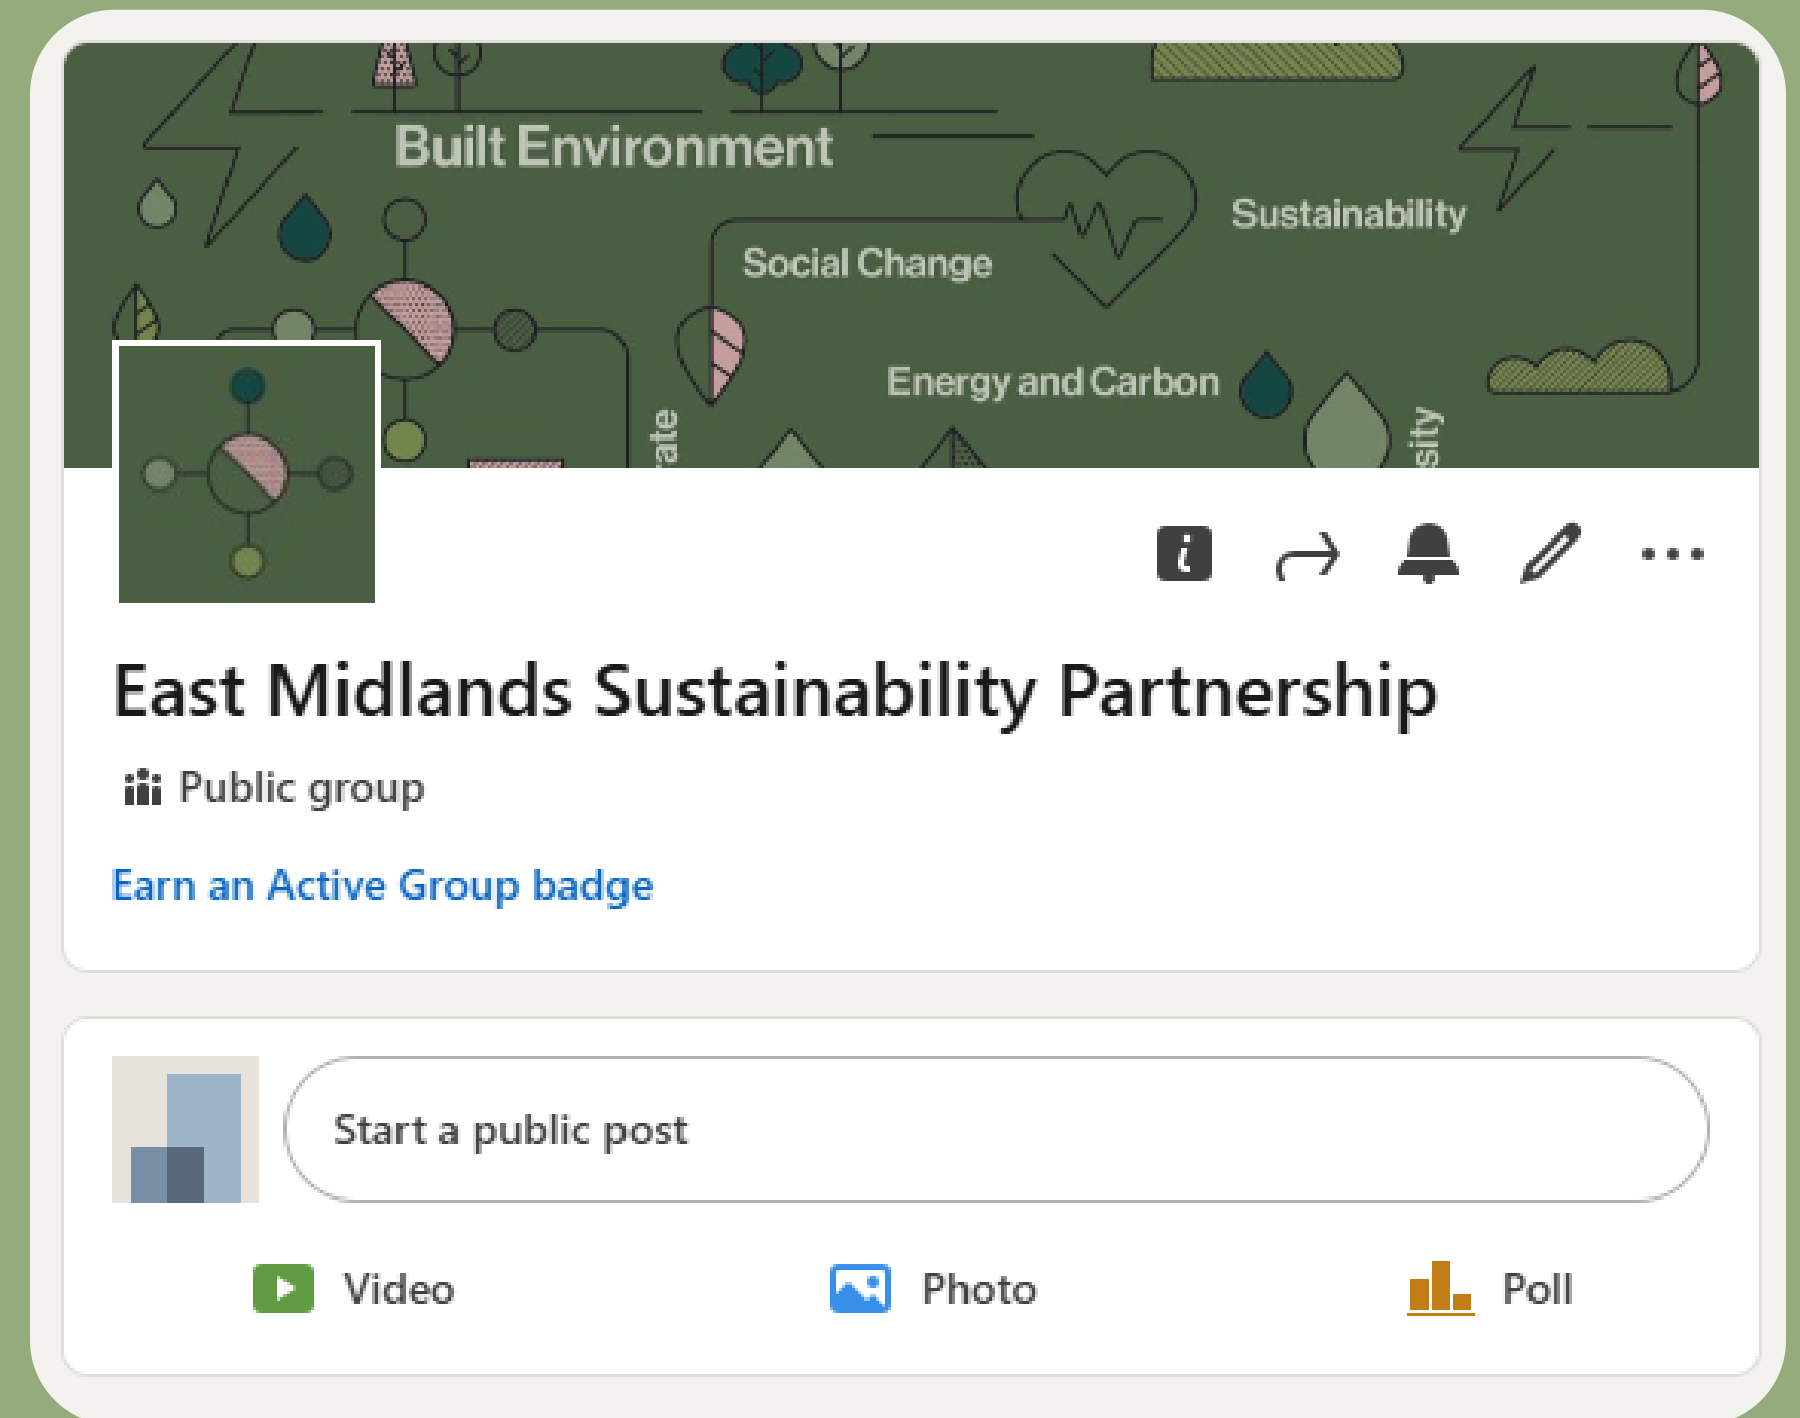 Built Environment
Sustainability
Social Change
Energy and Carbon
East Midlands Sustainability Partnership
Public group
Earn an Active Group badge
Start a public post
Video
Photo
Poll